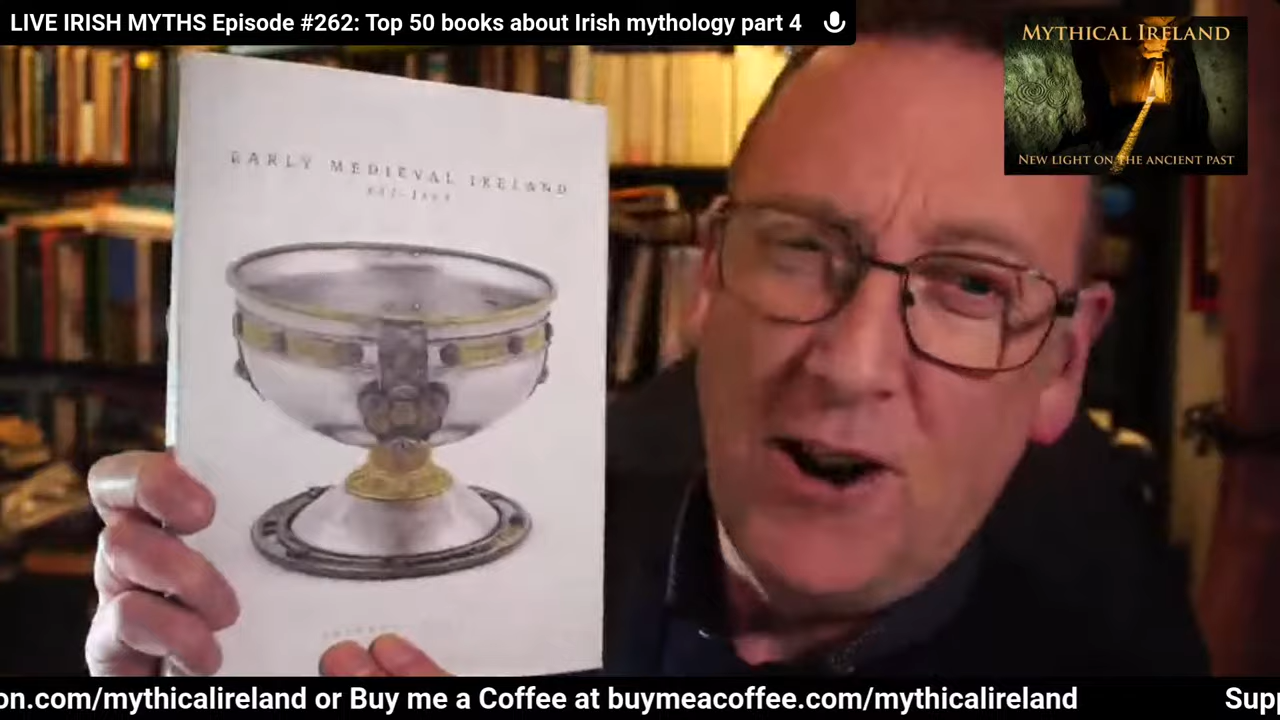 LIVE IRISH MYTHS Episode #262: Top 50 books about Irish mythology part 4
MYTHICAL IRELAND
NEW LIGHT ON THE ANCIENT PAST
EARLY MEDIEVAL IRELAND
on.com/mythicalireland or Buy me a Coffee at buymeacoffee.com/mythicalireland
Supp